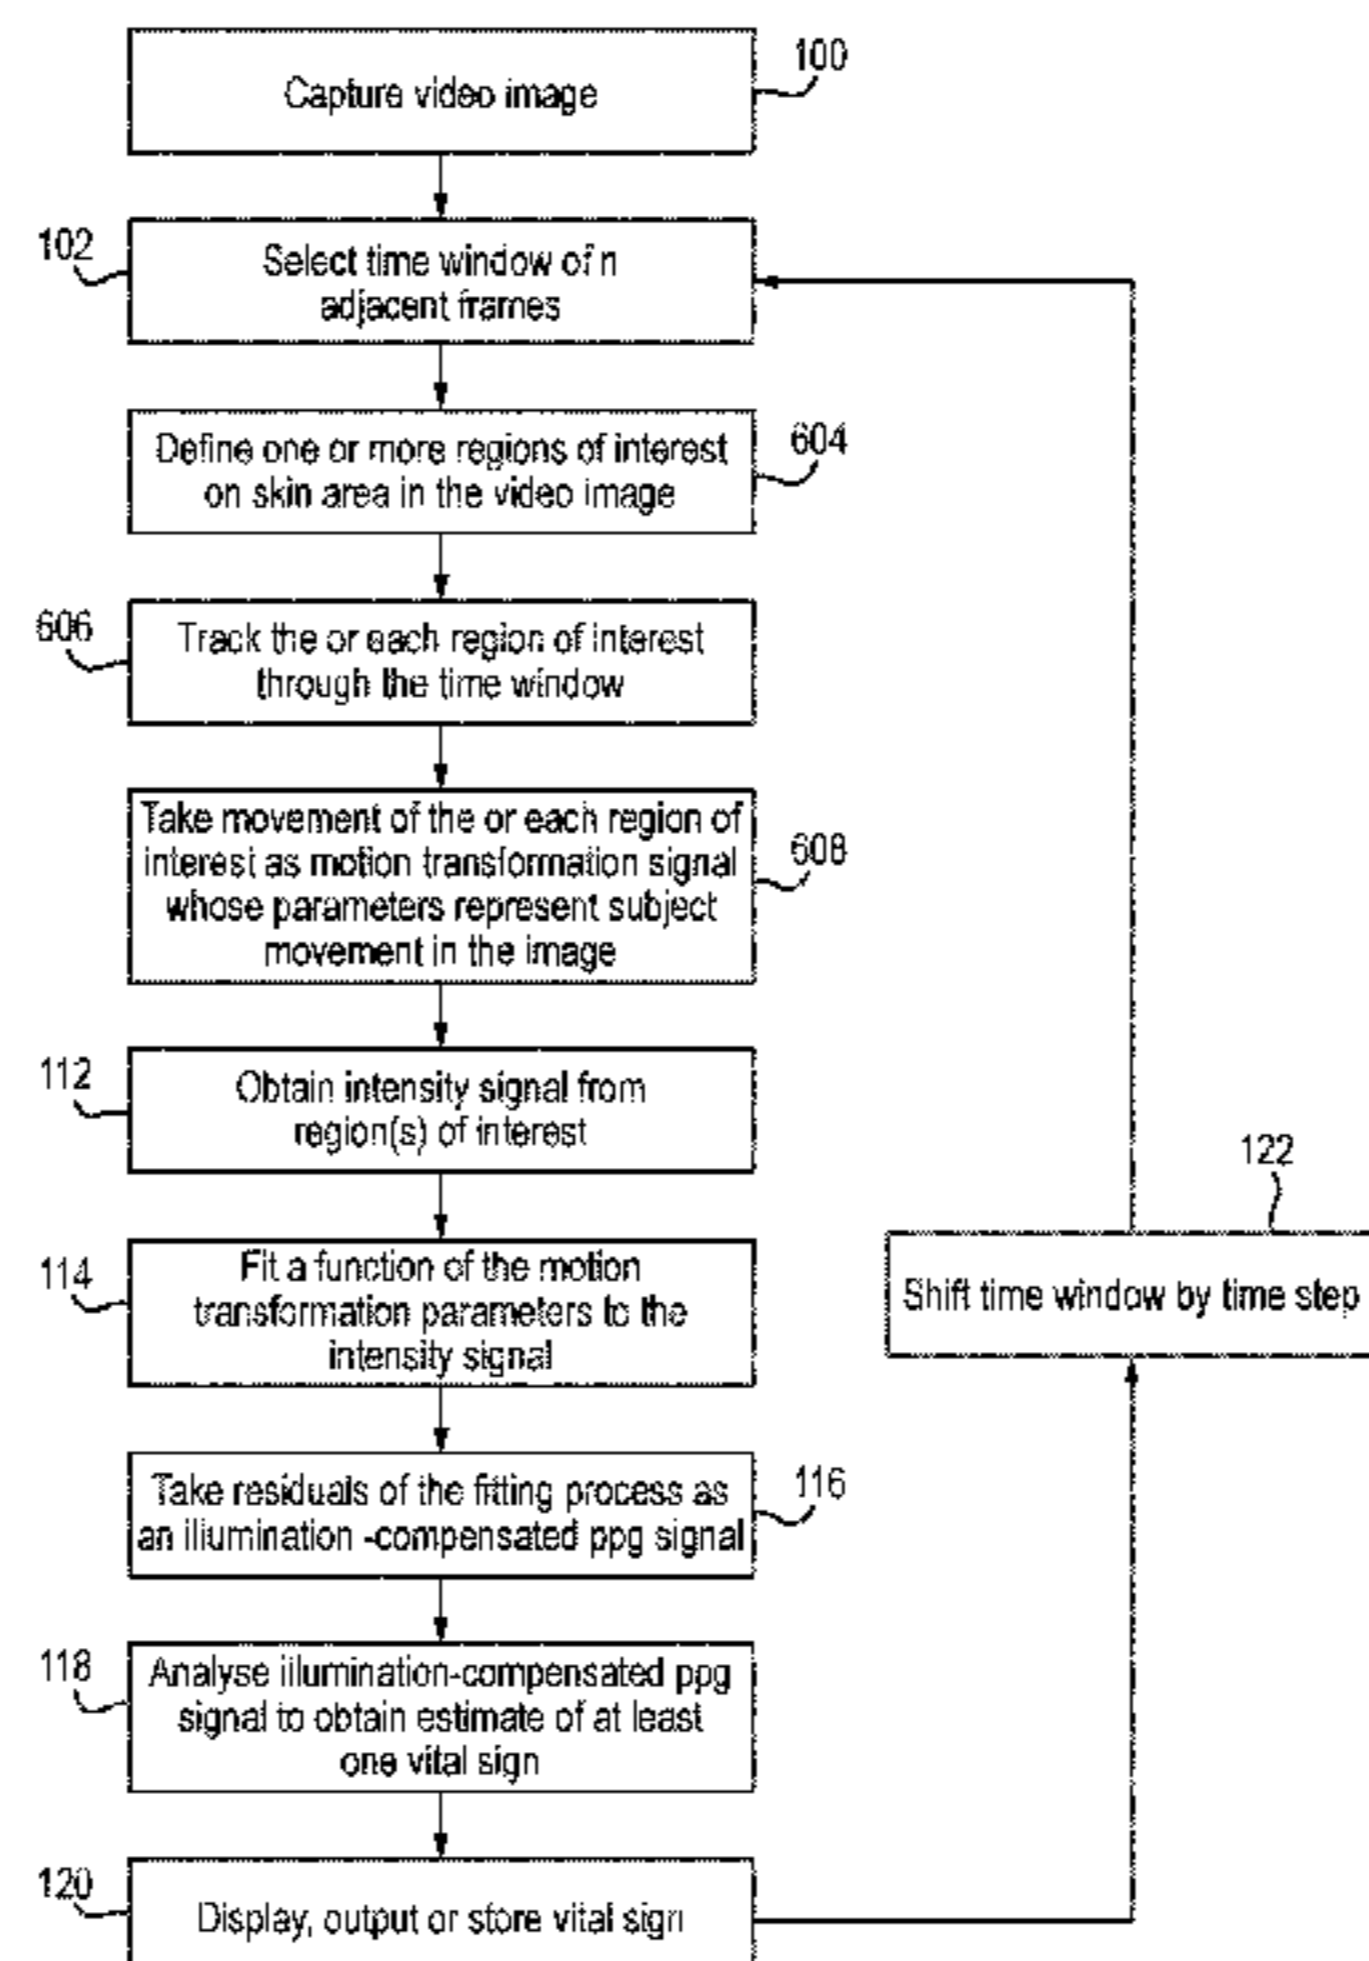 Capture video image
100
102
Select time window of n
adjacent frames
Define one or more regions of interest
on skin area in the video image
604
606
Track the or each region of interest
through the time window
Take movement of the or each region of
interest as motion transformation signal
whose parameters represent subject
movement in the image
608
112
Obtain intensity signal from
region(s) of interest
114
Fit a function of the motion
transformation parameters to the
intensity signal
122
Shift time window by time step
Take residuals of the fitting process as
an illumination -compensated ppg signal
116
118
Analyse illumination-compensated ppg
signal to obtain estimate of at least
one vital sign
120
Display, output or store vital sign